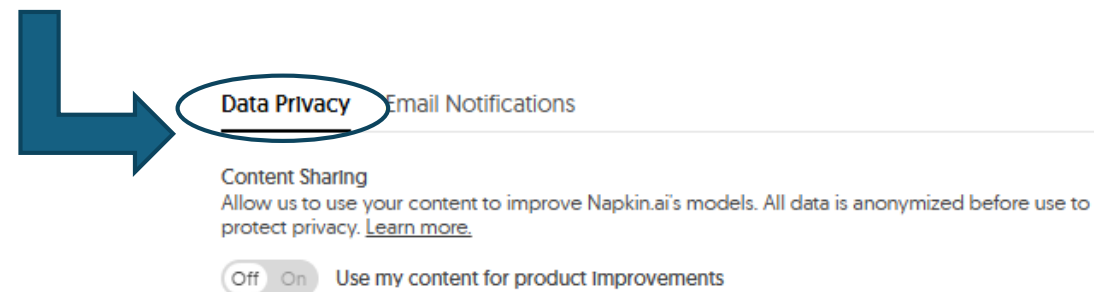 Data Privacy Email Notifications
Content Sharing
Allow us to use your content to improve Napkin.ai's models. All data is anonymized before use to
protect privacy. Learn more.
Off On Use my content for product improvements